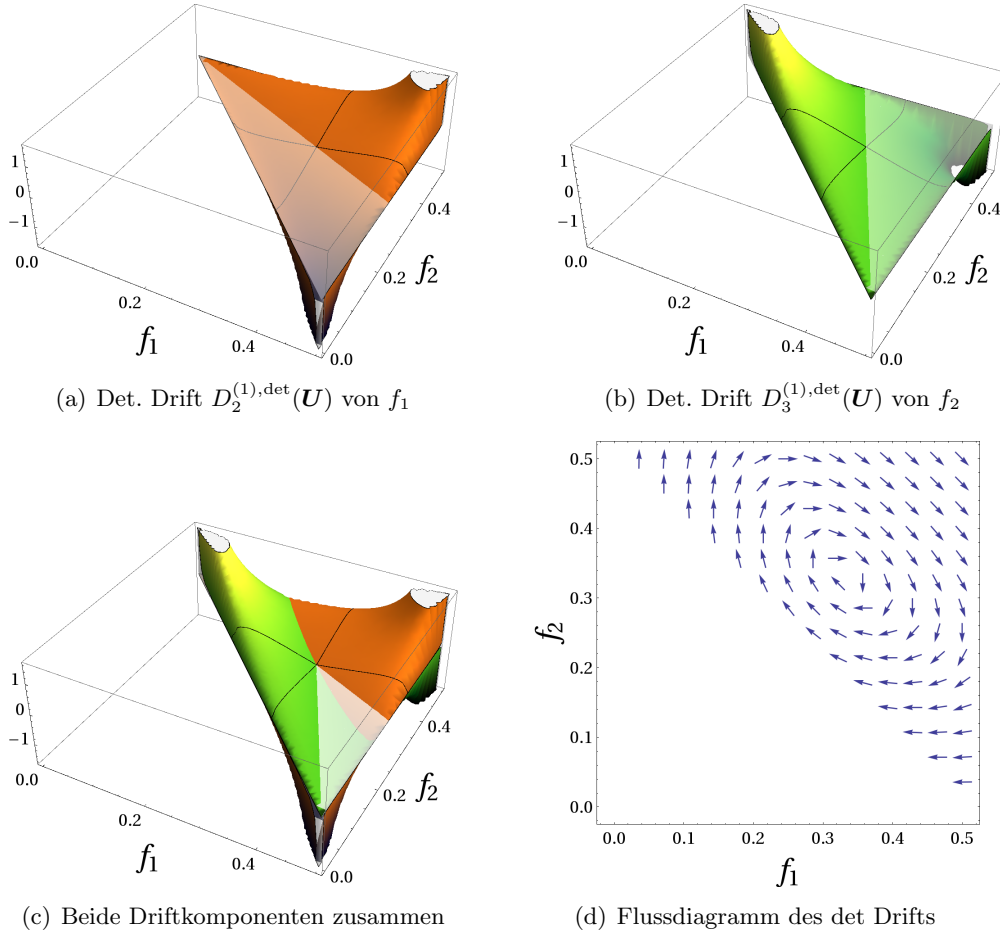 1
0
−1
0.0
0.2
0.4
f₁
0.0
0.2
0.4
f₂
(a) Det. Drift D₂^{(1),det}(U) von f₁
1
0
−1
0.0
0.2
0.4
f₁
0.0
0.2
0.4
f₂
(b) Det. Drift D₃^{(1),det}(U) von f₂
1
0
−1
0.0
0.2
0.4
f₁
0.0
0.2
0.4
f₂
(c) Beide Driftkomponenten zusammen
0.5
0.4
0.3
0.2
0.1
0.0
f₂
0.0 0.1 0.2 0.3 0.4 0.5
f₁
(d) Flussdiagramm des det Drifts